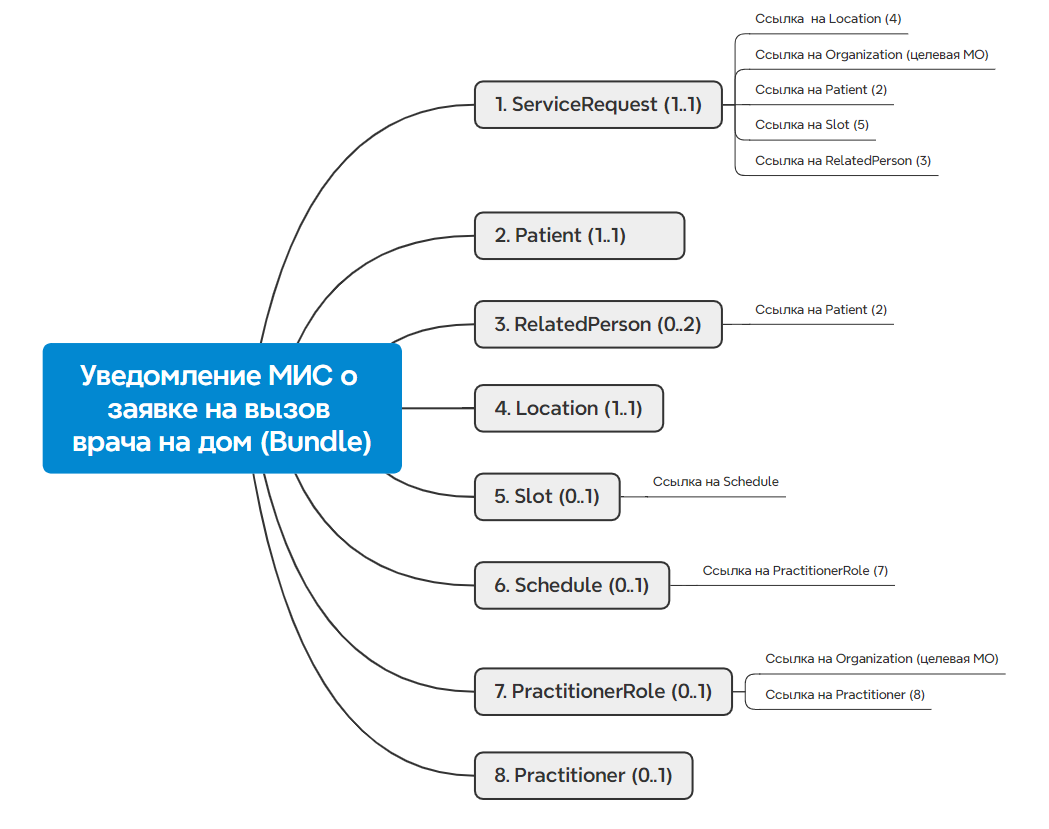 Ссылка на Location (4)
Ссылка на Organization (целевая МО)
1. ServiceRequest (1..1)
Ссылка на Patient (2)
Ссылка на Slot (5)
Ссылка на RelatedPerson (3)
2. Patient (1..1)
3. RelatedPerson (0..2)
Ссылка на Patient (2)
Уведомление МИС о
заявке на вызов
врача на дом (Bundle)
4. Location (1..1)
5. Slot (0..1)
Ссылка на Schedule
6. Schedule (0..1)
Ссылка на PractitionerRole (7)
7. PractitionerRole (0..1)
Ссылка на Organization (целевая МО)
Ссылка на Practitioner (8)
8. Practitioner (0..1)